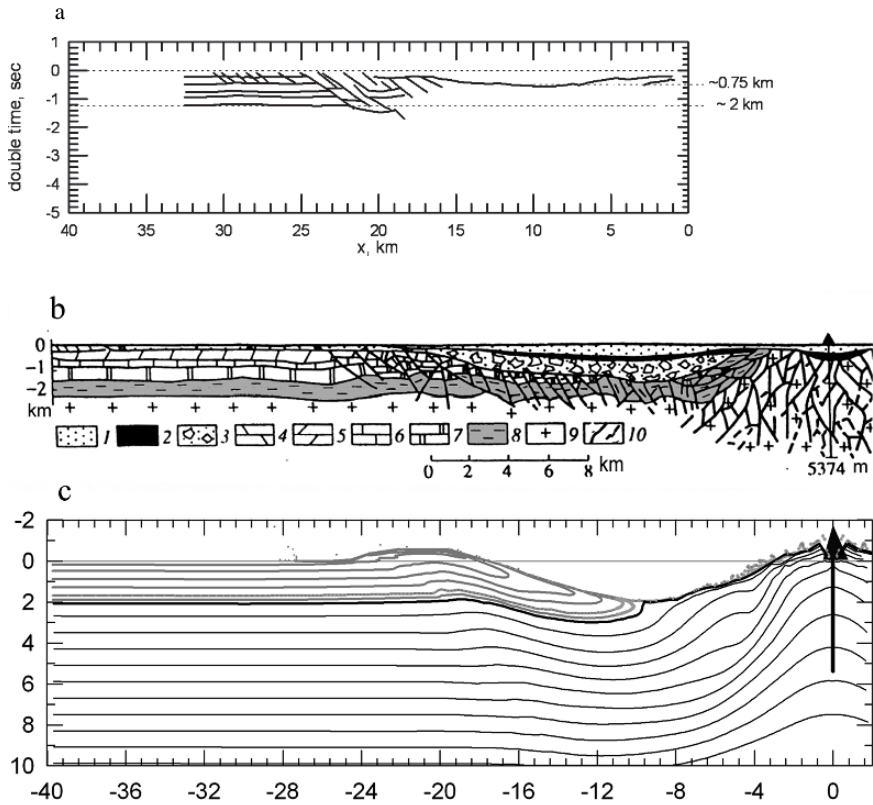 a
double time, sec
1
0
-1
-2
-3
-4
-5
~0.75 km
~ 2 km
40 35 30 25 20 15 10 5 0
x, km
b
0
-1
-2
km
1 2 3 4 5 6 7 8 9 10
0 2 4 6 8 km
5374 m
c
-2
0
2
4
6
8
10
-40 -36 -32 -28 -24 -20 -16 -12 -8 -4 0